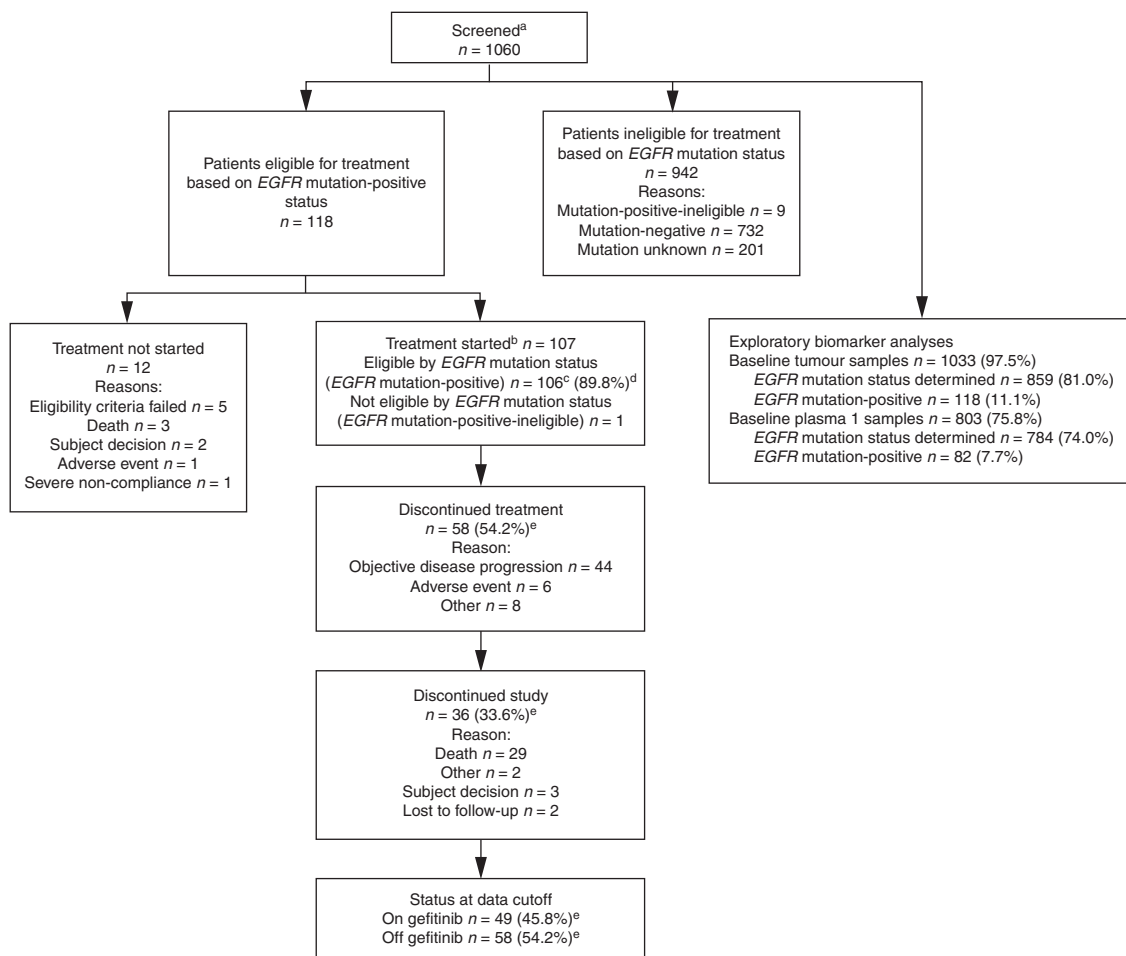 Screenedᵃ
n = 1060
Patients eligible for treatment
based on EGFR mutation-positive
status
n = 118
Patients ineligible for treatment
based on EGFR mutation status
n = 942
Reasons:
Mutation-positive-ineligible n = 9
Mutation-negative n = 732
Mutation unknown n = 201
Treatment not started
n = 12
Reasons:
Eligibility criteria failed n = 5
Death n = 3
Subject decision n = 2
Adverse event n = 1
Severe non-compliance n = 1
Treatment startedᵇ n = 107
Eligible by EGFR mutation status
(EGFR mutation-positive) n = 106ᶜ (89.8%)ᵈ
Not eligible by EGFR mutation status
(EGFR mutation-positive-ineligible) n = 1
Exploratory biomarker analyses
Baseline tumour samples n = 1033 (97.5%)
EGFR mutation status determined n = 859 (81.0%)
EGFR mutation-positive n = 118 (11.1%)
Baseline plasma 1 samples n = 803 (75.8%)
EGFR mutation status determined n = 784 (74.0%)
EGFR mutation-positive n = 82 (7.7%)
Discontinued treatment
n = 58 (54.2%)ᵉ
Reason:
Objective disease progression n = 44
Adverse event n = 6
Other n = 8
Discontinued study
n = 36 (33.6%)ᵉ
Reason:
Death n = 29
Other n = 2
Subject decision n = 3
Lost to follow-up n = 2
Status at data cutoff
On gefitinib n = 49 (45.8%)ᵉ
Off gefitinib n = 58 (54.2%)ᵉ